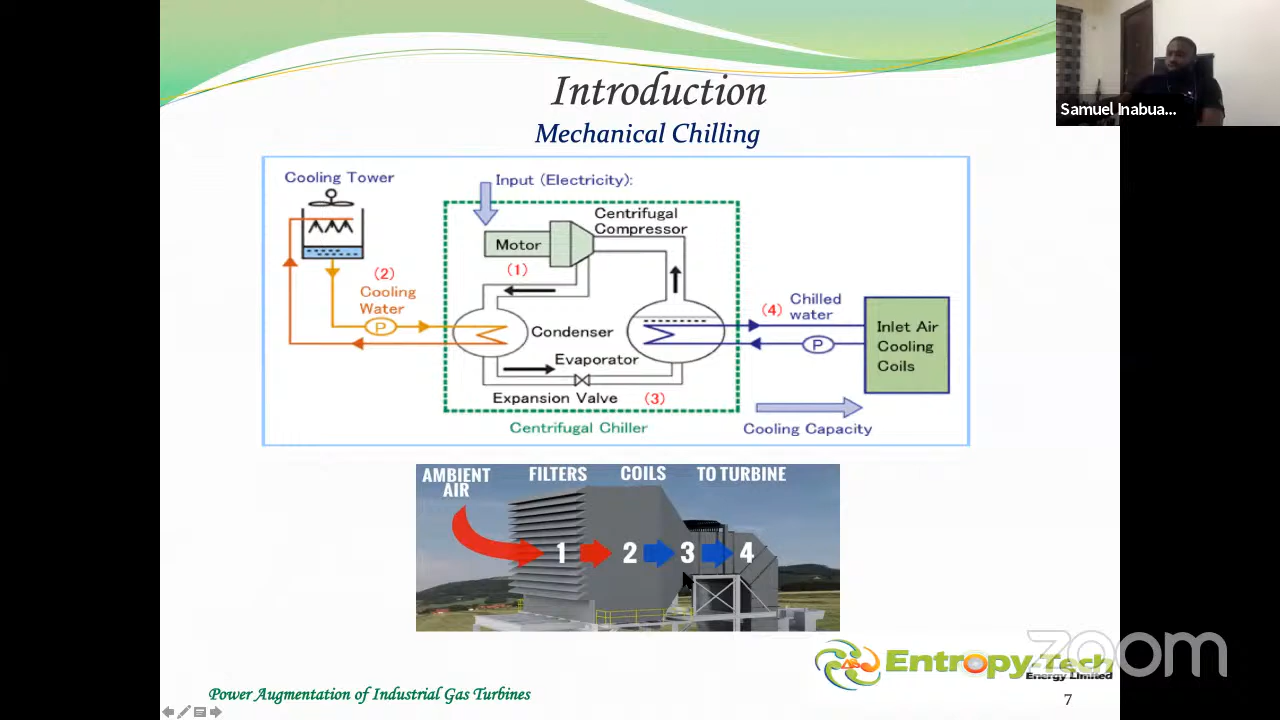 Introduction
Mechanical Chilling
Samuel Inabua...
Cooling Tower
Input (Electricity):
Centrifugal
Compressor
Motor
(1)
(2)
Cooling
Water
P
Condenser
Evaporator
Expansion Valve
(3)
Centrifugal Chiller
(4)
Chilled
water
P
Inlet Air
Cooling
Coils
Cooling Capacity
AMBIENT
AIR
FILTERS
COILS
TO TURBINE
1
2
3
4
EntropyTech
Energy Limited
zoom
Power Augmentation of Industrial Gas Turbines
7